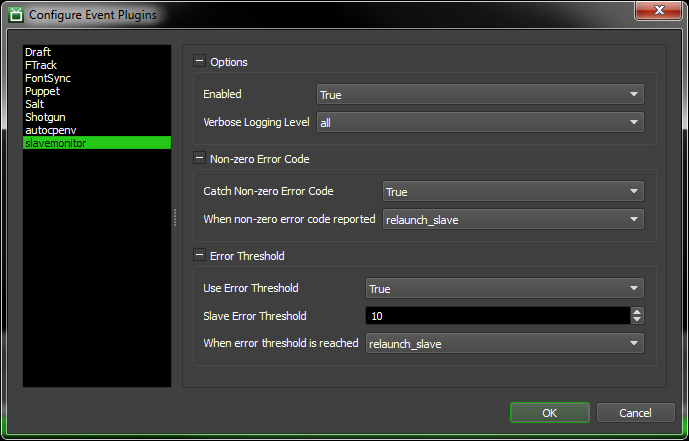 Configure Event Plugins
Draft
FTrack
FontSync
Puppet
Salt
Shotgun
autocpenv
slavemonitor
Options
Enabled True
Verbose Logging Level all
Non-zero Error Code
Catch Non-zero Error Code True
When non-zero error code reported relaunch_slave
Error Threshold
Use Error Threshold True
Slave Error Threshold 10
When error threshold is reached relaunch_slave
OK Cancel